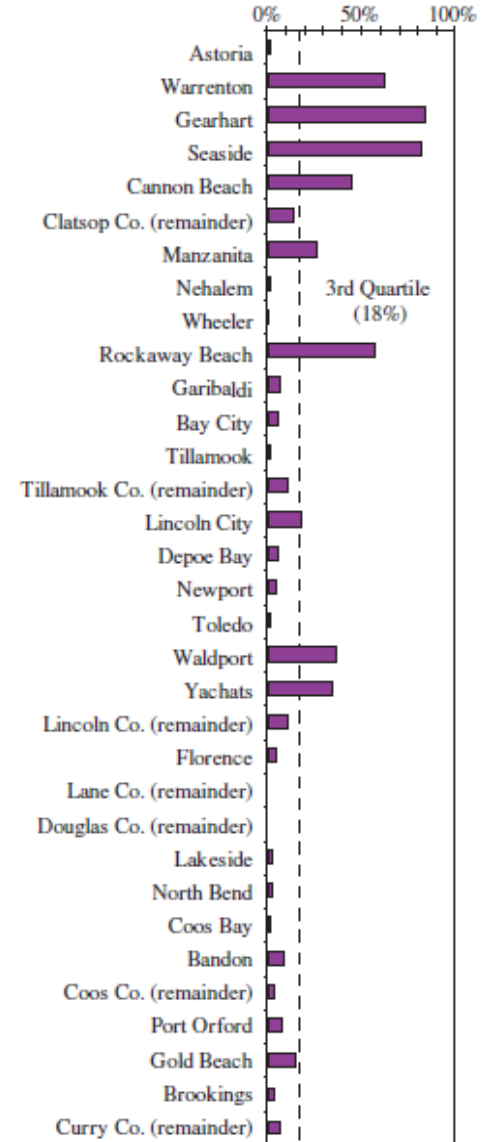 0% 50% 100%
Astoria
Warrenton
Gearhart
Seaside
Cannon Beach
Clatsop Co. (remainder)
Manzanita
Nehalem
3rd Quartile
(18%)
Wheeler
Rockaway Beach
Garibaldi
Bay City
Tillamook
Tillamook Co. (remainder)
Lincoln City
Depoe Bay
Newport
Toledo
Waldport
Yachats
Lincoln Co. (remainder)
Florence
Lane Co. (remainder)
Douglas Co. (remainder)
Lakeside
North Bend
Coos Bay
Bandon
Coos Co. (remainder)
Port Orford
Gold Beach
Brookings
Curry Co. (remainder)